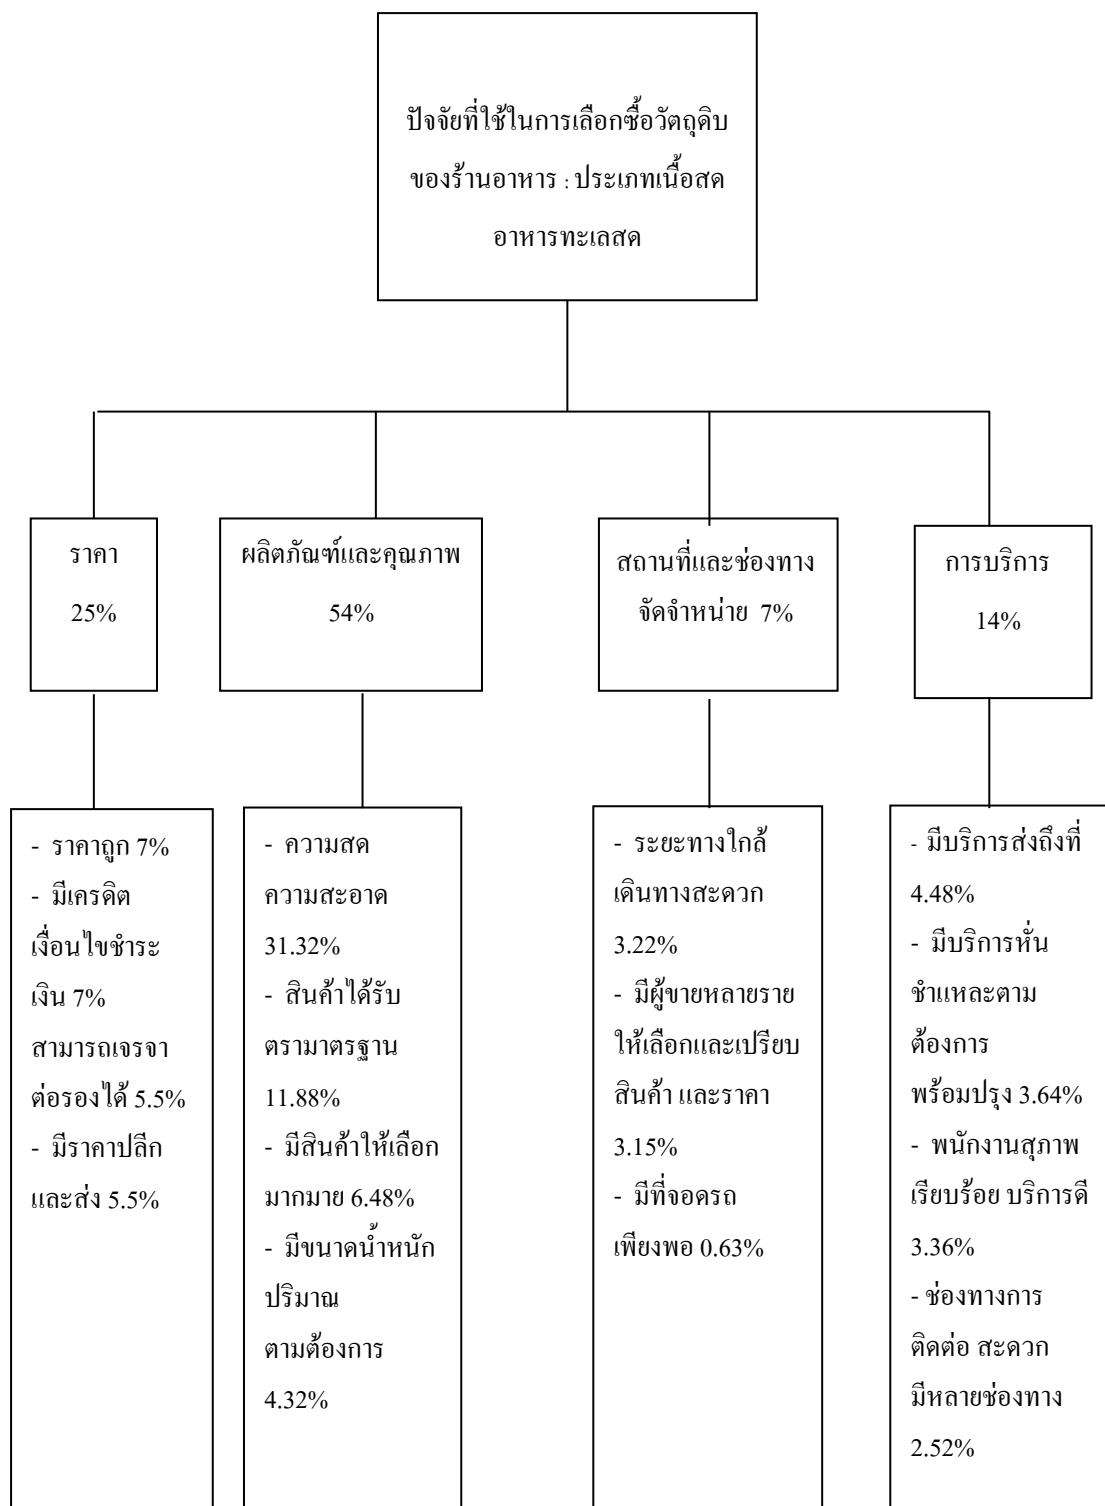 ปัจจัยที่ใช้ในการเลือกซื้อวัตถุดิบ
ของร้านอาหาร : ประเภทเนื้อสด
อาหารทะเลสด
ราคา
25%
ผลิตภัณฑ์และคุณภาพ
54%
สถานที่และช่องทาง
จัดจำหน่าย 7%
การบริการ
14%
- ราคาถูก 7%
- มีเครดิต
เงื่อนไขชำระ
เงิน 7%
สามารถเจรจา
ต่อรองได้ 5.5%
- มีราคาปลีก
และส่ง 5.5%
- ความสด
ความสะอาด
31.32%
- สินค้าได้รับ
ตรามาตรฐาน
11.88%
- มีสินค้าให้เลือก
มากมาย 6.48%
- มีขนาดน้ำหนัก
ปริมาณ
ตามต้องการ
4.32%
- ระยะทางใกล้
เดินทางสะดวก
3.22%
- มีผู้ขายหลายราย
ให้เลือกและเปรียบ
สินค้า และราคา
3.15%
- มีที่จอดรถ
เพียงพอ 0.63%
- มีบริการส่งถึงที่
4.48%
- มีบริการหั่น
ชำแหละตาม
ต้องการ
พร้อมปรุง 3.64%
- พนักงานสุภาพ
เรียบร้อย บริการดี
3.36%
- ช่องทางการ
ติดต่อ สะดวก
มีหลายช่องทาง
2.52%